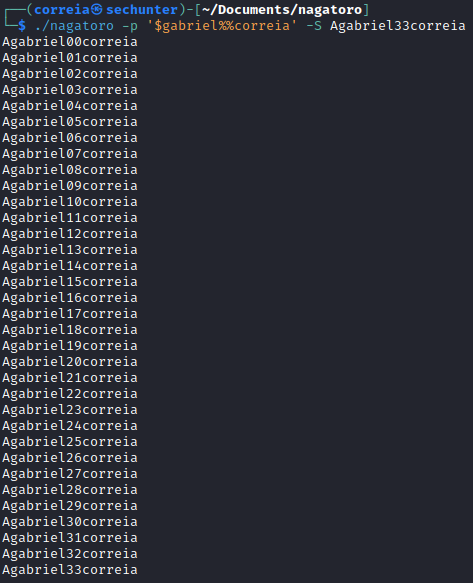 ┌──(correia㉿sechunter)-[~/Documents/nagatoro]
└─$ ./nagatoro -p '$gabriel%%correia' -S Agabriel33correia
Agabriel00correia
Agabriel01correia
Agabriel02correia
Agabriel03correia
Agabriel04correia
Agabriel05correia
Agabriel06correia
Agabriel07correia
Agabriel08correia
Agabriel09correia
Agabriel10correia
Agabriel11correia
Agabriel12correia
Agabriel13correia
Agabriel14correia
Agabriel15correia
Agabriel16correia
Agabriel17correia
Agabriel18correia
Agabriel19correia
Agabriel20correia
Agabriel21correia
Agabriel22correia
Agabriel23correia
Agabriel24correia
Agabriel25correia
Agabriel26correia
Agabriel27correia
Agabriel28correia
Agabriel29correia
Agabriel30correia
Agabriel31correia
Agabriel32correia
Agabriel33correia